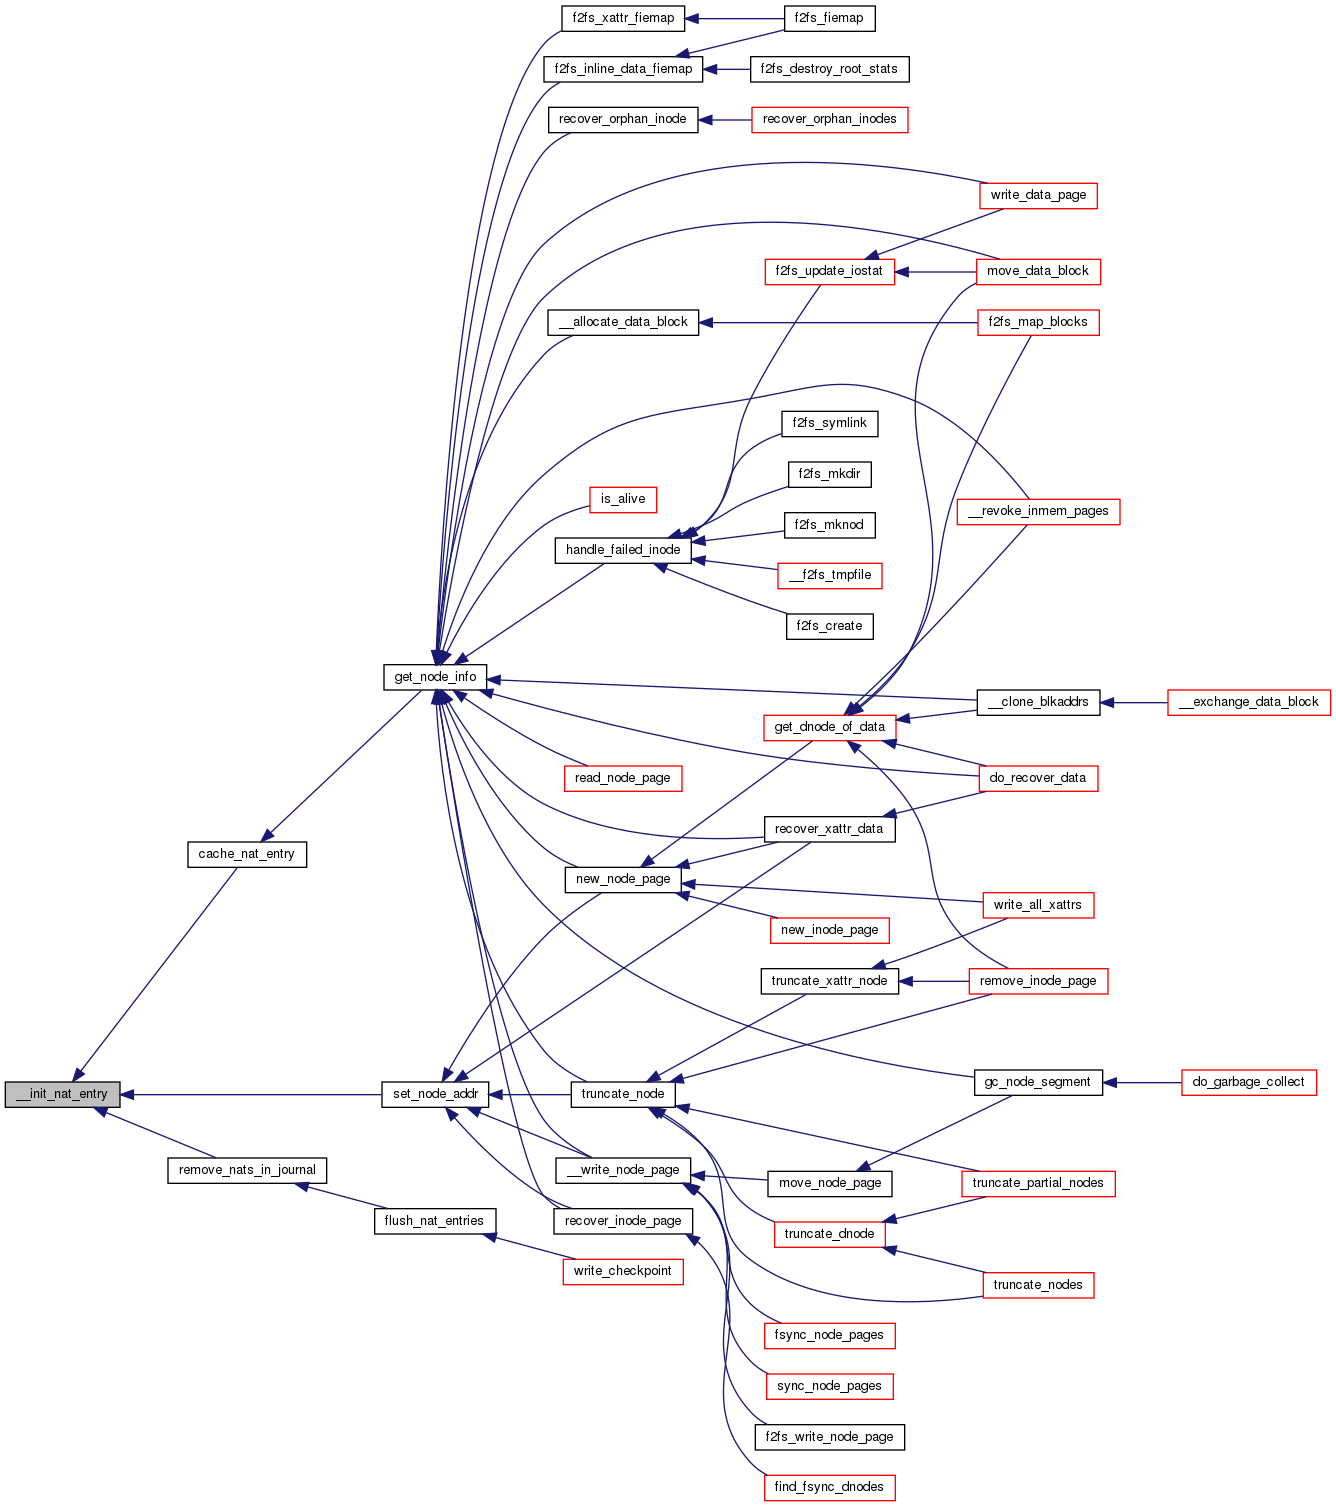 f2fs_xattr_fiemap
f2fs_fiemap
f2fs_inline_data_fiemap
f2fs_destroy_root_stats
recover_orphan_inode
recover_orphan_inodes
write_data_page
f2fs_update_iostat
move_data_block
__allocate_data_block
f2fs_map_blocks
f2fs_symlink
f2fs_mkdir
is_alive
__revoke_inmem_pages
f2fs_mknod
handle_failed_inode
__f2fs_tmpfile
f2fs_create
get_node_info
__clone_blkaddrs
__exchange_data_block
get_dnode_of_data
read_node_page
do_recover_data
recover_xattr_data
cache_nat_entry
new_node_page
write_all_xattrs
new_inode_page
truncate_xattr_node
remove_inode_page
gc_node_segment
do_garbage_collect
__init_nat_entry
set_node_addr
truncate_node
remove_nats_in_journal
__write_node_page
move_node_page
truncate_partial_nodes
flush_nat_entries
recover_inode_page
truncate_dnode
write_checkpoint
truncate_nodes
fsync_node_pages
sync_node_pages
f2fs_write_node_page
find_fsync_dnodes